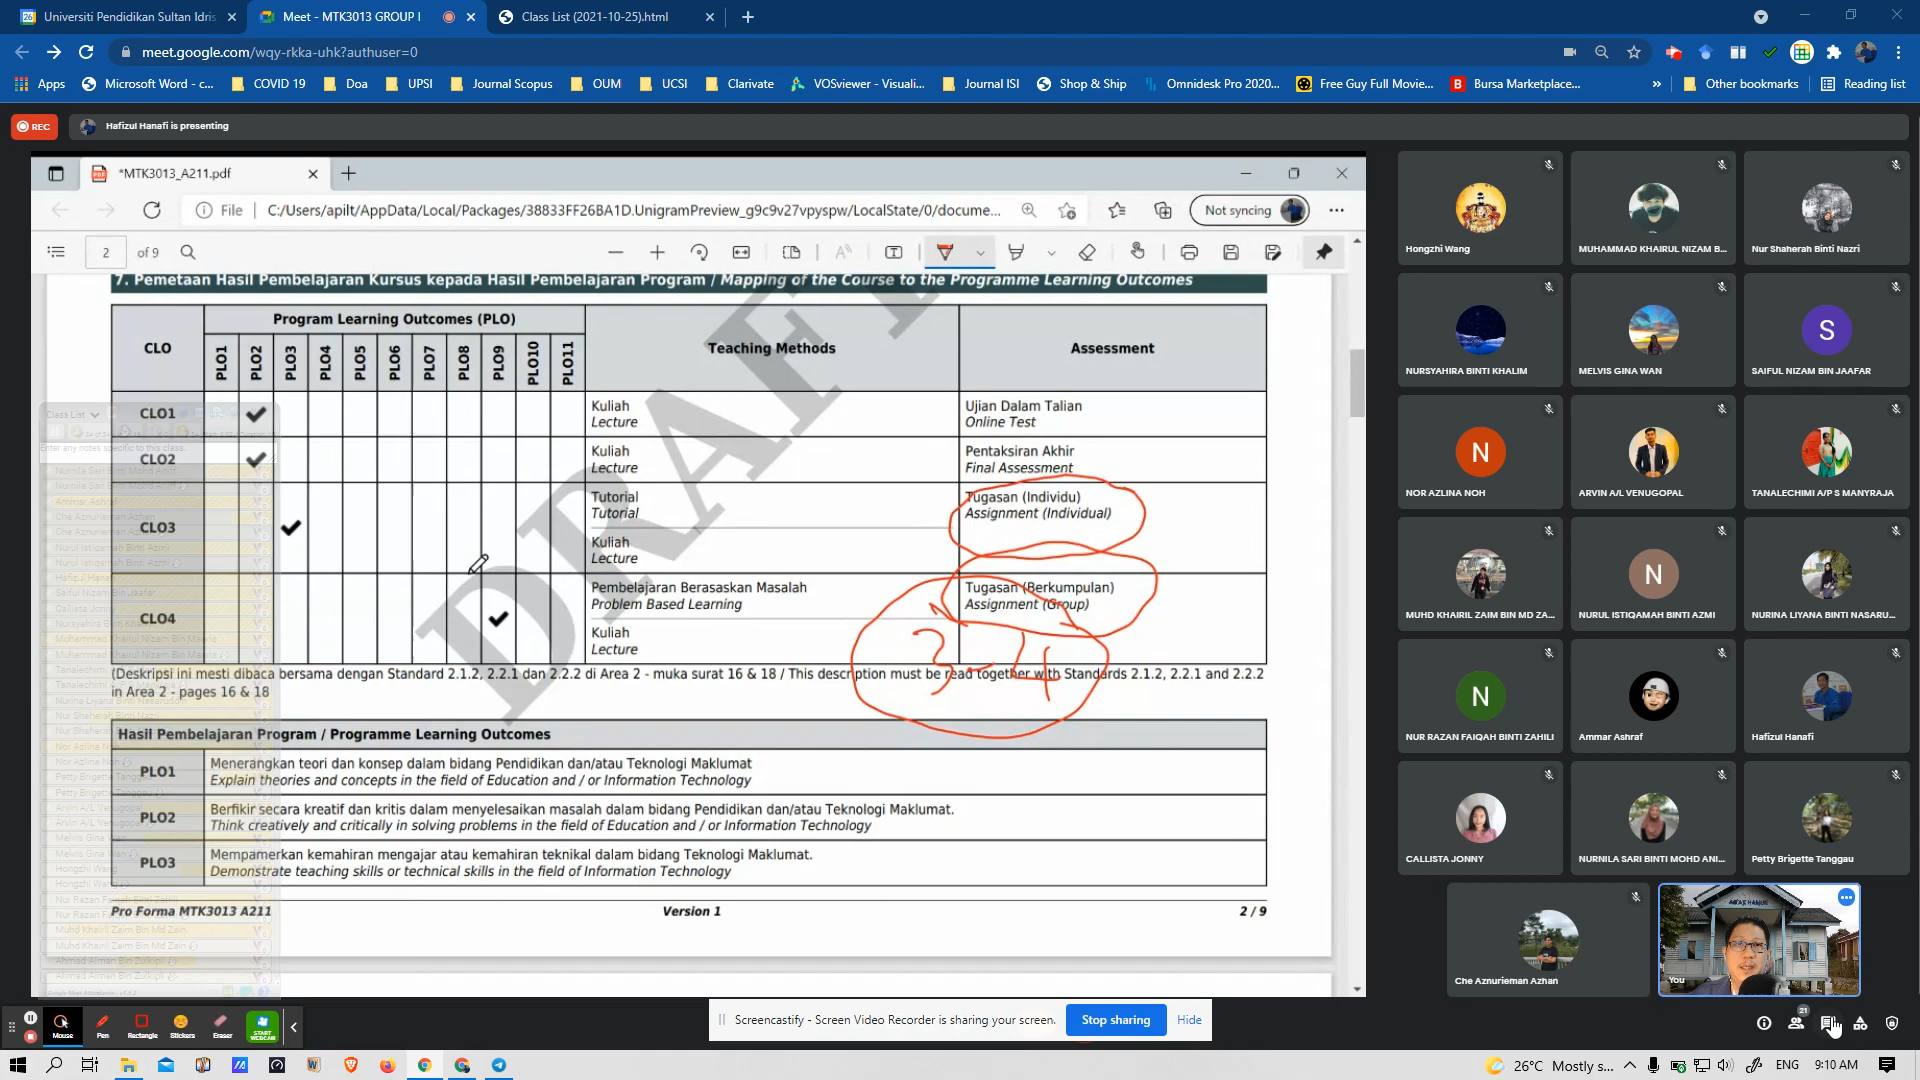 Universiti Pendidikan Sultan Idris
Meet - MTK3013 GROUP I
Class List (2021-10-25).html
meet.google.com/wqy-rkka-uhk?authuser=0
Apps
Microsoft Word - c...
COVID 19
Doa
UPSI
Journal Scopus
OUM
UCSI
Clarivate
VOSviewer - Visuali...
Journal ISI
Shop & Ship
Omnidesk Pro 2020...
Free Guy Full Movie...
Bursa Marketplace...
Other bookmarks
Reading list
REC
Hafizul Hanafi is presenting
*MTK3013_A211.pdf
File
C:/Users/apilt/AppData/Local/Packages/38833FF26BA1D.UnigramPreview_g9c9v27vpyspw/LocalState/0/docume...
Not syncing
2
of 9
7. Pemetaan Hasil Pembelajaran Kursus kepada Hasil Pembelajaran Program / Mapping of the Course to the Programme Learning Outcomes
CLO
Program Learning Outcomes (PLO)
PLO1
PLO2
PLO3
PLO4
PLO5
PLO6
PLO7
PLO8
PLO9
PLO10
PLO11
Teaching Methods
Assessment
CLO1
Kuliah
Lecture
Ujian Dalam Talian
Online Test
CLO2
Kuliah
Lecture
Pentaksiran Akhir
Final Assessment
CLO3
Tutorial
Tutorial
Kuliah
Lecture
Tugasan (Individu)
Assignment (Individual)
CLO4
Pembelajaran Berasaskan Masalah
Problem Based Learning
Kuliah
Lecture
Tugasan (Berkumpulan)
Assignment (Group)
3 - 4
DRAFT
(Deskripsi ini mesti dibaca bersama dengan Standard 2.1.2, 2.2.1 dan 2.2.2 di Area 2 - muka surat 16 & 18 / This description must be read together with Standards 2.1.2, 2.2.1 and 2.2.2
in Area 2 - pages 16 & 18
Hasil Pembelajaran Program / Programme Learning Outcomes
PLO1
Menerangkan teori dan konsep dalam bidang Pendidikan dan/atau Teknologi Maklumat
Explain theories and concepts in the field of Education and / or Information Technology
PLO2
Berfikir secara kreatif dan kritis dalam menyelesaikan masalah dalam bidang Pendidikan dan/atau Teknologi Maklumat.
Think creatively and critically in solving problems in the field of Education and / or Information Technology
PLO3
Mempamerkan kemahiran mengajar atau kemahiran teknikal dalam bidang Teknologi Maklumat.
Demonstrate teaching skills or technical skills in the field of Information Technology
Pro Forma MTK3013 A211
Version 1
2 / 9
Class List
Enter any notes specific to this class.
Hongzhi Wang
MUHAMMAD KHAIRUL NIZAM B...
Nur Shaherah Binti Nazri
NURSYAHIRA BINTI KHALIM
MELVIS GINA WAN
S
SAIFUL NIZAM BIN JAAFAR
N
NOR AZLINA NOH
ARVIN A/L VENUGOPAL
TANALECHIMI A/P S MANYRAJA
MUHD KHAIRIL ZAIM BIN MD ZA...
N
NURUL ISTIQAMAH BINTI AZMI
NURINA LIYANA BINTI NASARU...
N
NUR RAZAN FAIQAH BINTI ZAHILI
Ammar Ashraf
Hafizul Hanafi
CALLISTA JONNY
NURNILA SARI BINTI MOHD ANI...
Petty Brigette Tanggau
Che Aznurieman Azhan
You
Mouse
Pen
Rectangle
Stickers
Eraser
START
WEBCAM
Screencastify - Screen Video Recorder is sharing your screen.
Stop sharing
Hide
21
26°C
Mostly s...
ENG
9:10 AM